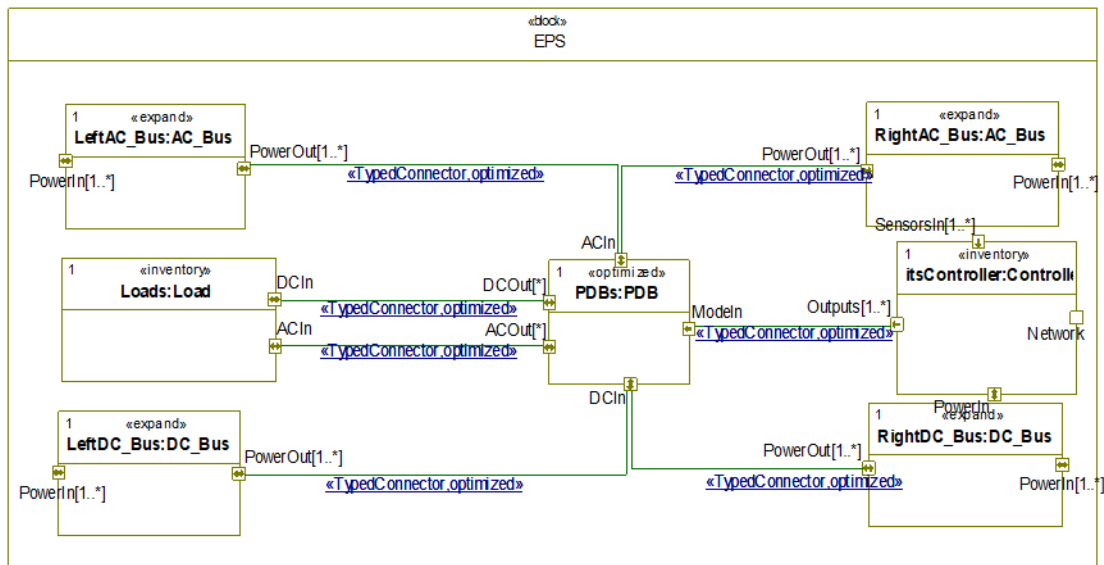 «block»
EPS
1 «expand»
LeftAC_Bus:AC_Bus
PowerOut[1..*]
PowerIn[1..*]
«TypedConnector,optimized»
1 «expand»
RightAC_Bus:AC_Bus
PowerOut[1..*]
«TypedConnector,optimized»
PowerIn[1..*]
ACIn
SensorsIn[1..*]
1 «inventory»
Loads:Load
DCIn
DCOut[*]
«TypedConnector,optimized»
ACIn
ACOut[*]
«TypedConnector,optimized»
1 «optimized»
PDBs:PDB
ModeIn
Outputs[1..*]
«TypedConnector,optimized»
1 «inventory»
itsController:Controlle
Network
DCIn
PowerIn
1 «expand»
LeftDC_Bus:DC_Bus
PowerOut[1..*]
PowerIn[1..*]
«TypedConnector,optimized»
1 «expand»
RightDC_Bus:DC_Bus
PowerOut[1..*]
«TypedConnector,optimized»
PowerIn[1..*]